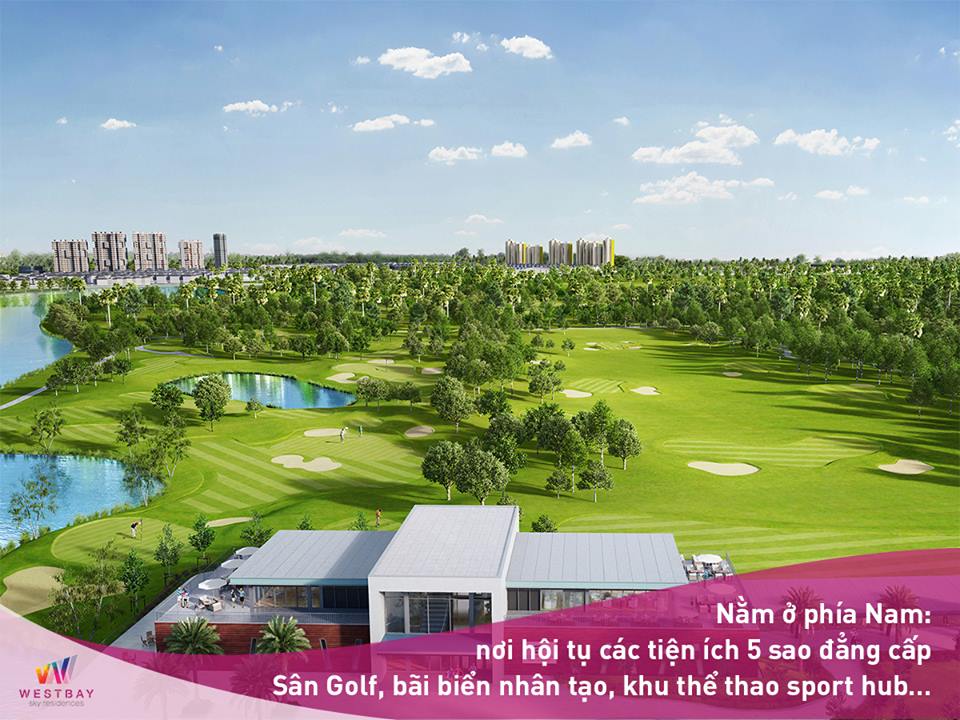 Nằm ở phía Nam:
nơi hội tụ các tiện ích 5 sao đẳng cấp
Sân Golf, bãi biển nhân tạo, khu thể thao sport hub...
WESTBAY
sky residences